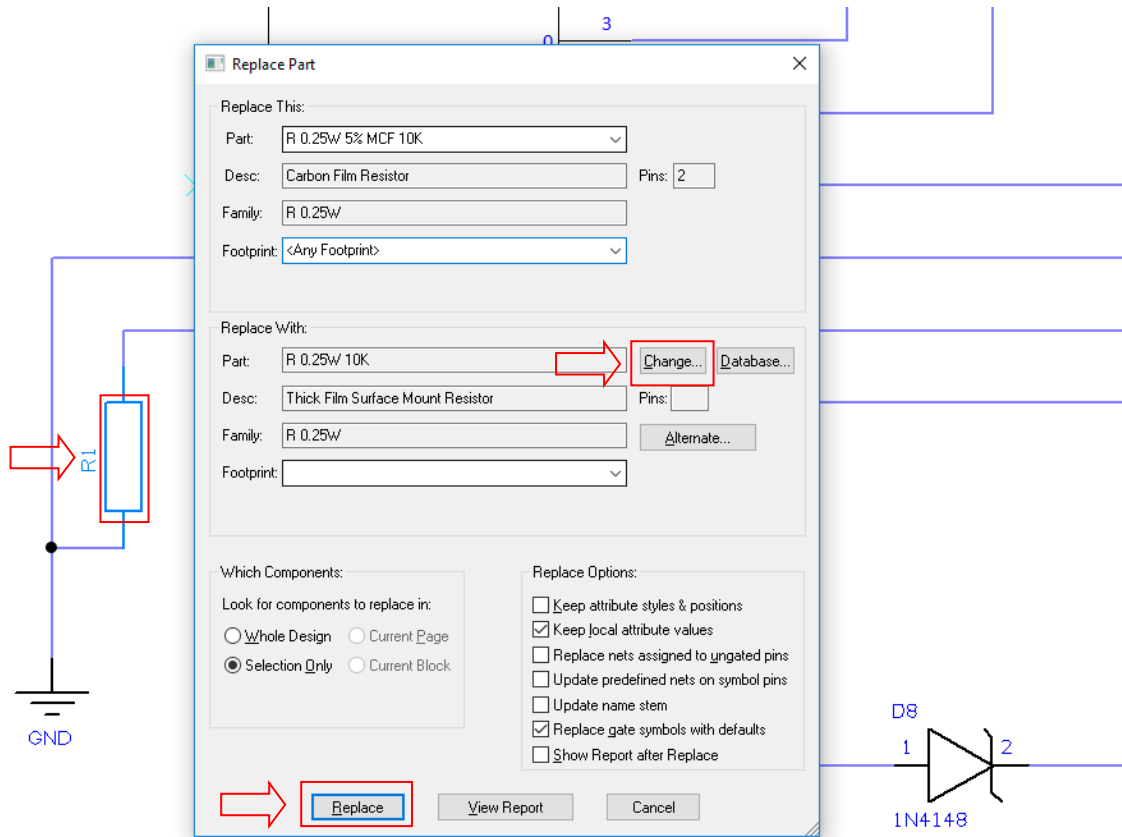 3
0
Replace Part
Replace This:
Part: R 0.25W 5% MCF 10K
Desc: Carbon Film Resistor Pins: 2
Family: R 0.25W
Footprint: <Any Footprint>
Replace With:
Part: R 0.25W 10K Change... Database...
Desc: Thick Film Surface Mount Resistor Pins:
Family: R 0.25W Alternate...
Footprint:
R1
Which Components:
Look for components to replace in:
Whole Design Current Page
Selection Only Current Block
Replace Options:
Keep attribute styles & positions
Keep local attribute values
Replace nets assigned to ungated pins
Update predefined nets on symbol pins
Update name stem
Replace gate symbols with defaults
Show Report after Replace
GND
D8
1 2
1N4148
Replace View Report Cancel